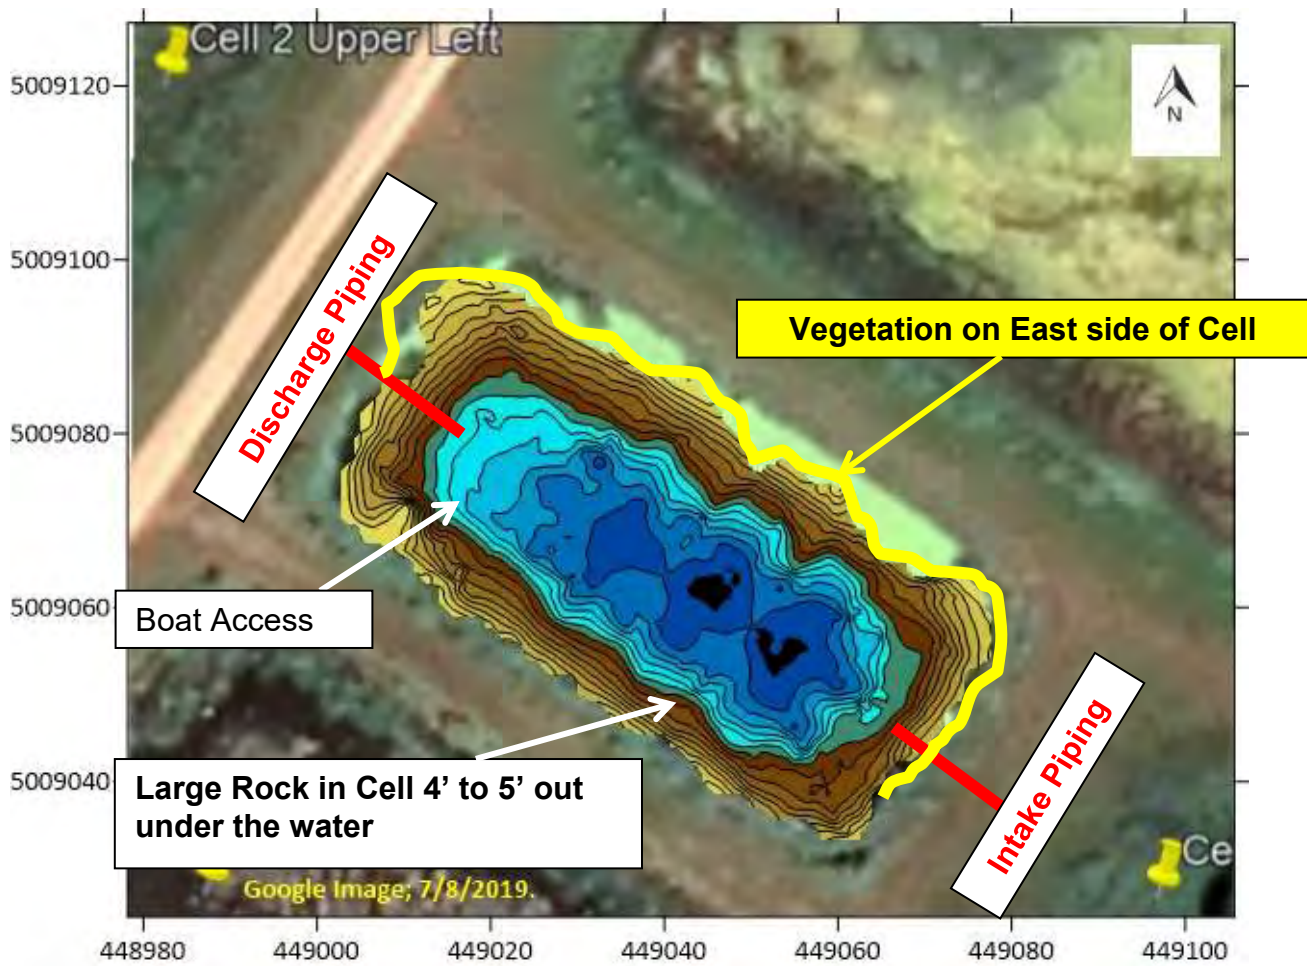 Cell 2 Upper Left
5009120
N
5009100
Discharge Piping
Vegetation on East side of Cell
5009080
5009060
Boat Access
5009040
Large Rock in Cell 4' to 5' out
under the water
Intake Piping
Ce
Google Image; 7/8/2019.
448980
449000
449020
449040
449060
449080
449100